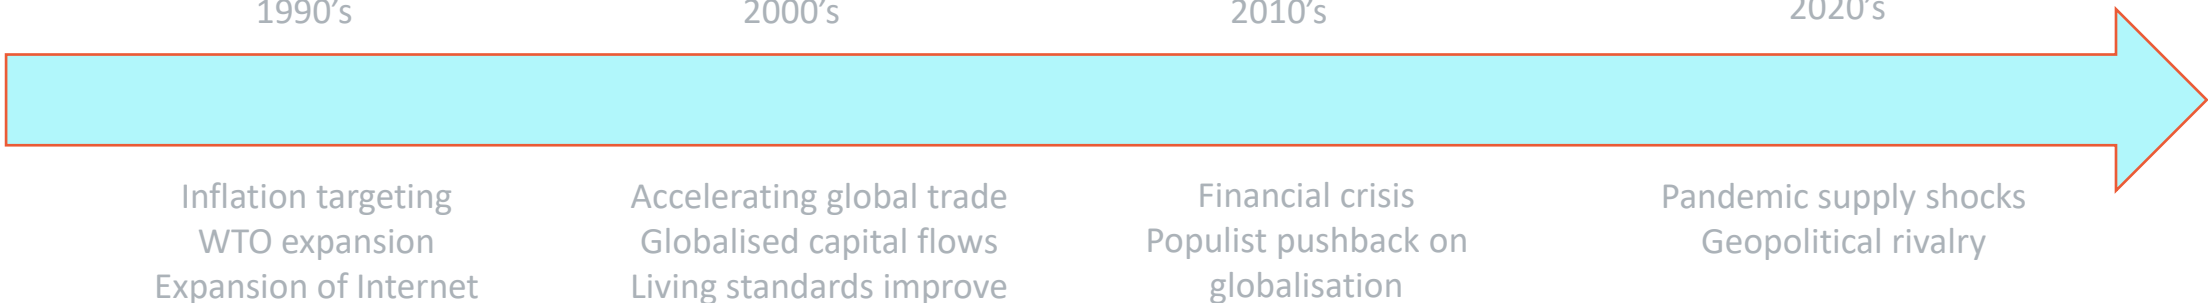 1990’s
2000’s
2010’s
2020’s
Inflation targeting
WTO expansion
Expansion of Internet
Accelerating global trade
Globalised capital flows
Living standards improve
Financial crisis
Populist pushback on
globalisation
Pandemic supply shocks
Geopolitical rivalry